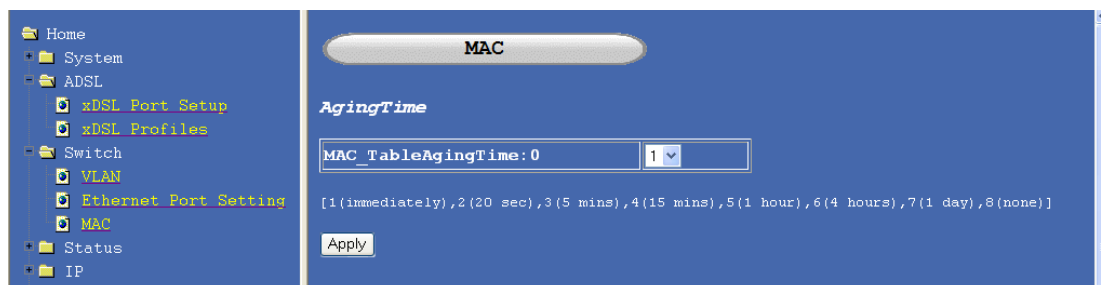 Home
System
ADSL
xDSL Port Setup
xDSL Profiles
Switch
VLAN
Ethernet Port Setting
MAC
Status
IP
MAC
AgingTime
MAC_TableAgingTime:0 1
[1(immediately),2(20 sec),3(5 mins),4(15 mins),5(1 hour),6(4 hours),7(1 day),8(none)]
Apply